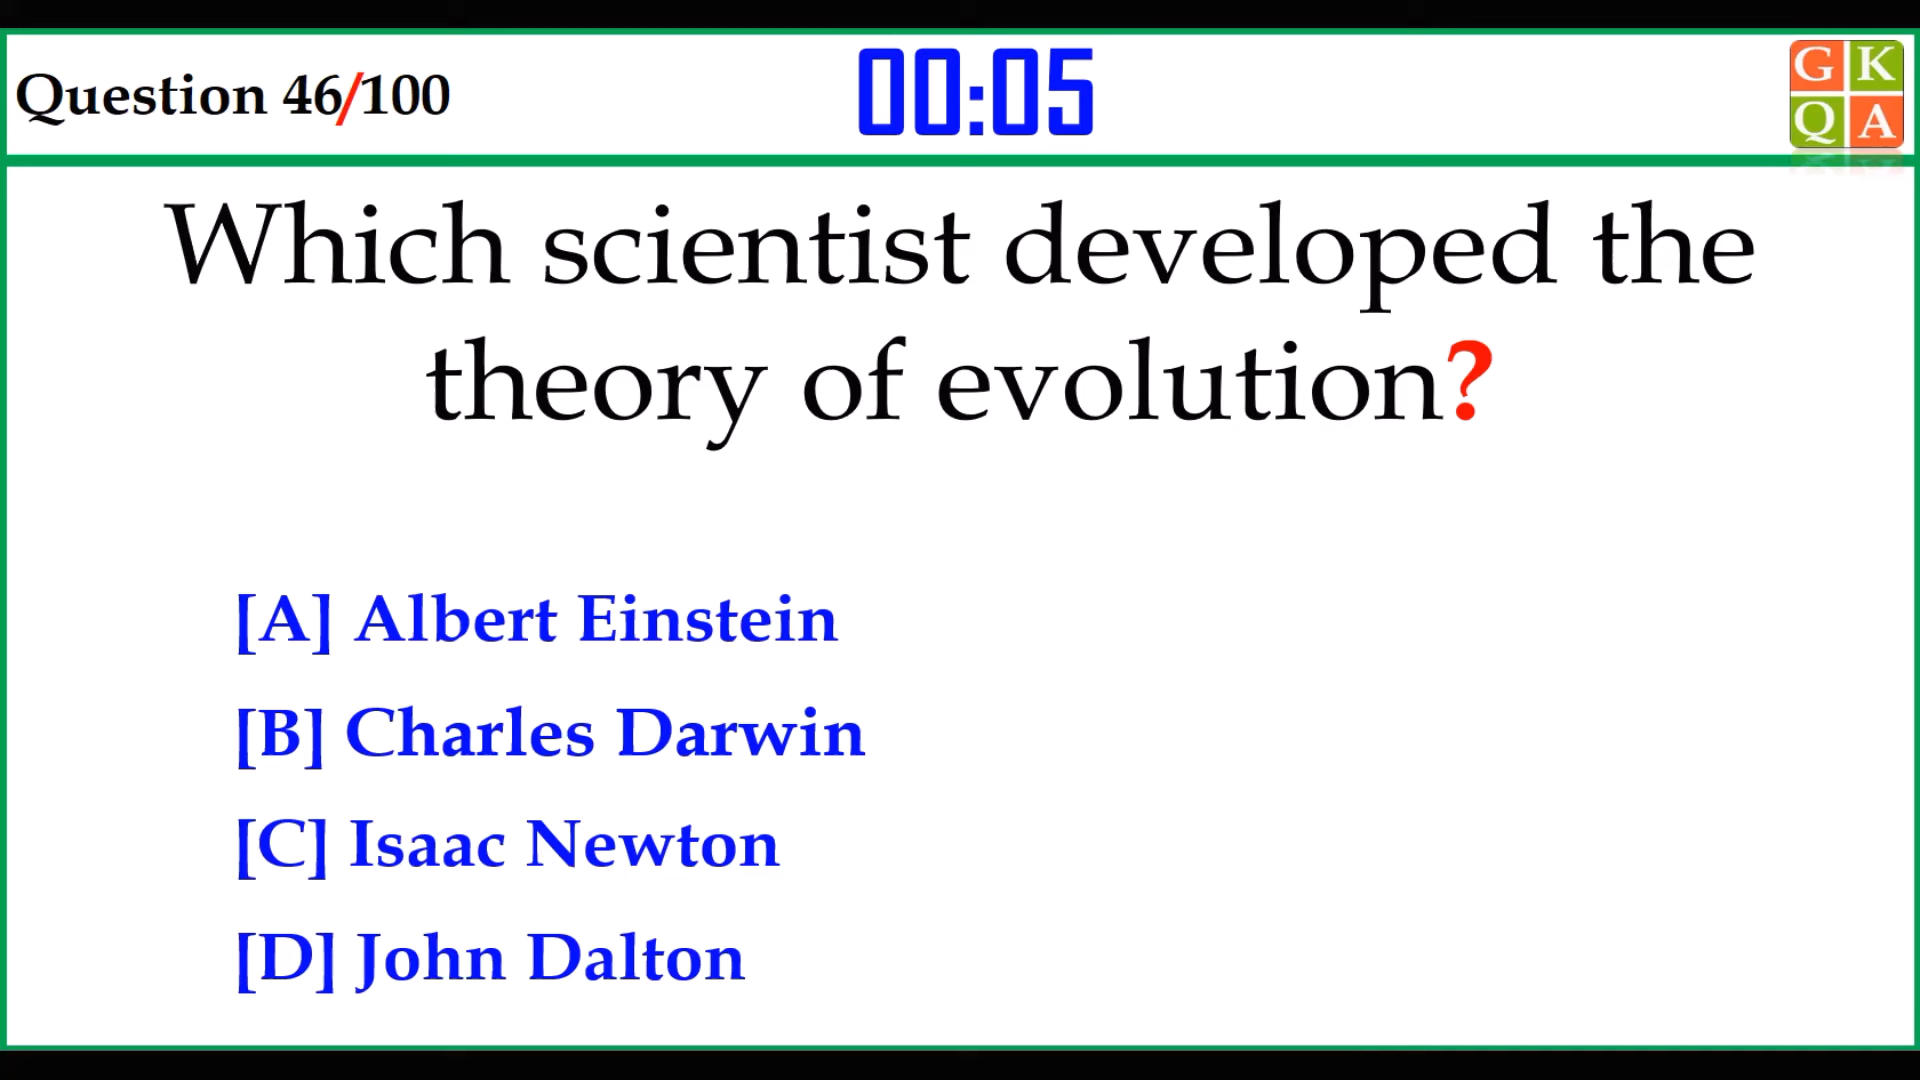 Question 46/100
00:05
G K
Q A
Which scientist developed the
theory of evolution?
[A] Albert Einstein
[B] Charles Darwin
[C] Isaac Newton
[D] John Dalton